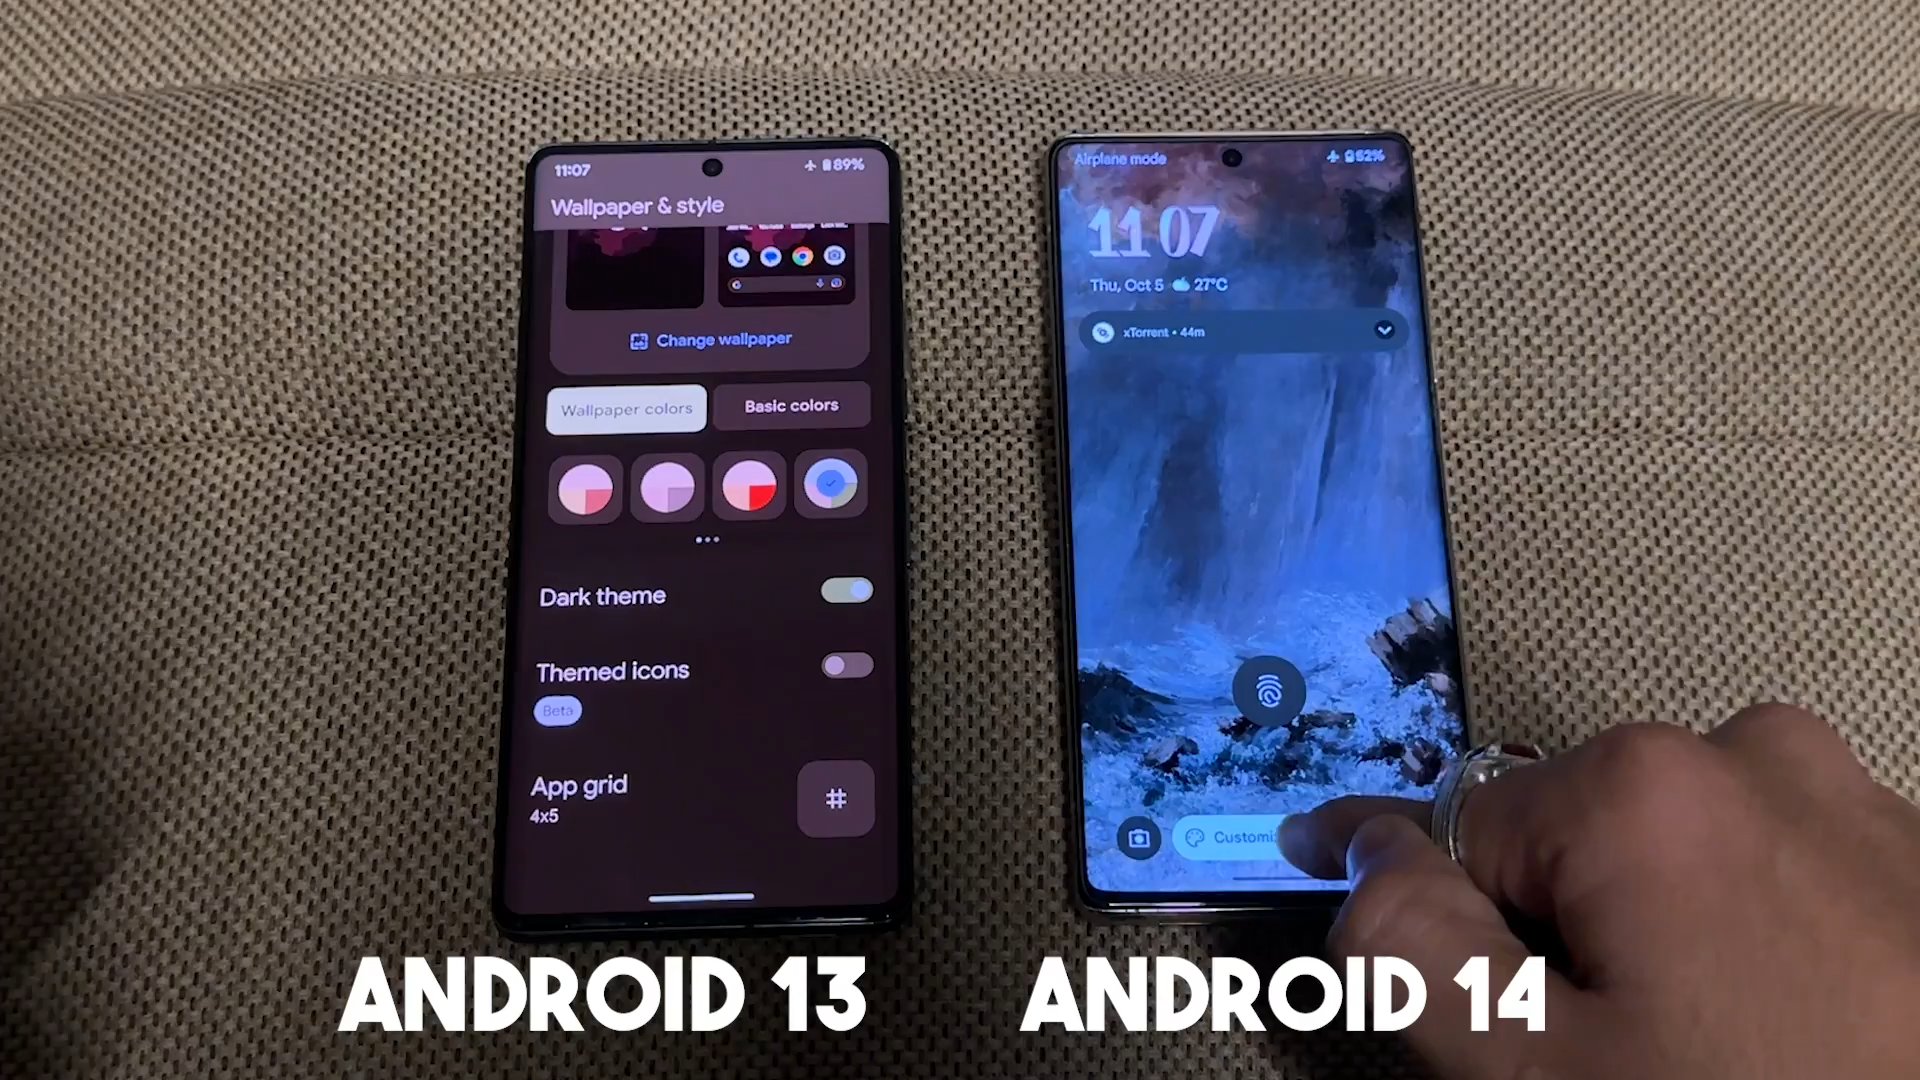 11:07
89%
Wallpaper & style
Change wallpaper
Wallpaper colors
Basic colors
Dark theme
Themed icons
Beta
App grid
4x5
Airplane mode
62%
11 07
Thu, Oct 5 27°C
xTorrent • 44m
Customi
ANDROID 13
ANDROID 14